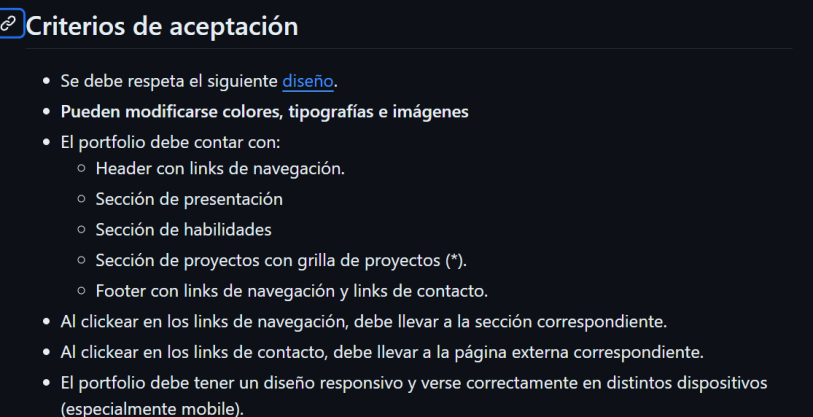 Criterios de aceptación
Se debe respeta el siguiente diseño.
Pueden modificarse colores, tipografías e imágenes
El portfolio debe contar con:
Header con links de navegación.
Sección de presentación
Sección de habilidades
Sección de proyectos con grilla de proyectos (*).
Footer con links de navegación y links de contacto.
Al clickear en los links de navegación, debe llevar a la sección correspondiente.
Al clickear en los links de contacto, debe llevar a la página externa correspondiente.
El portfolio debe tener un diseño responsivo y verse correctamente en distintos dispositivos
(especialmente mobile).